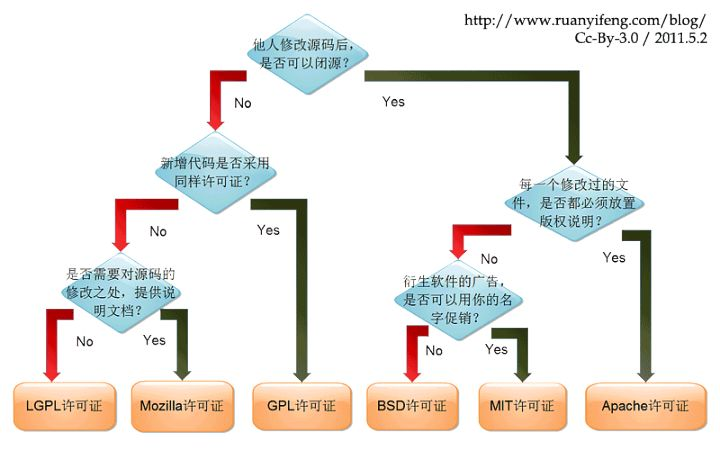 http://www.ruanyifeng.com/blog/
Cc-By-3.0 / 2011.5.2
他人修改源码后，
是否可以闭源？
No
Yes
新增代码是否采用
同样许可证？
每一个修改过的文
件，是否都必须放置
版权说明？
No
Yes
No
Yes
是否需要对源码的
修改之处，提供说
明文档？
衍生软件的广告，
是否可以用你的名
字促销？
No
Yes
No
Yes
LGPL许可证
Mozilla许可证
GPL许可证
BSD许可证
MIT许可证
Apache许可证